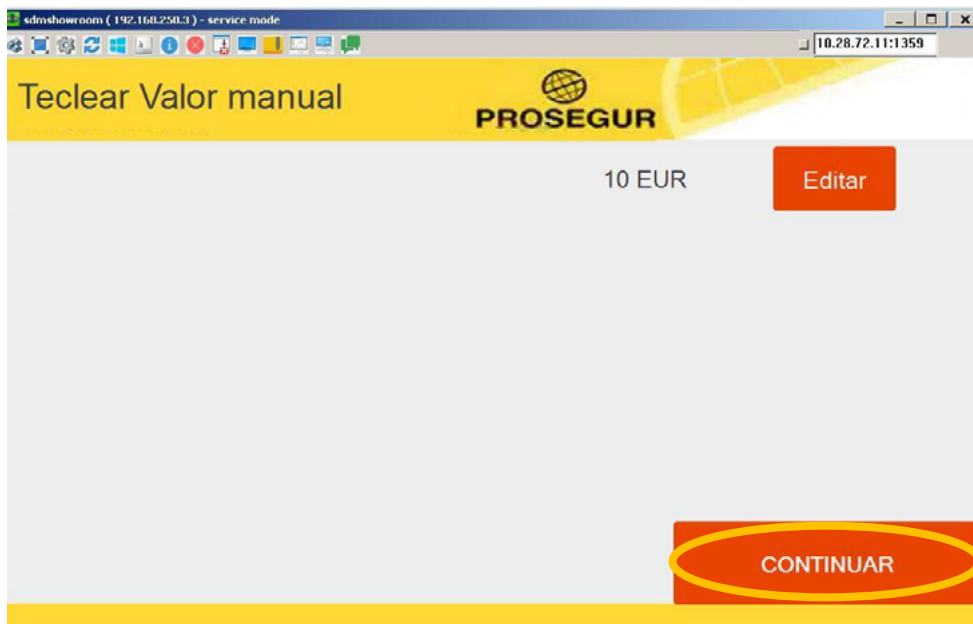 sdmshowroom ( 192.168.250.3 ) - service mode
10.28.72.11:1359
Teclear Valor manual
PROSEGUR
10 EUR
Editar
CONTINUAR